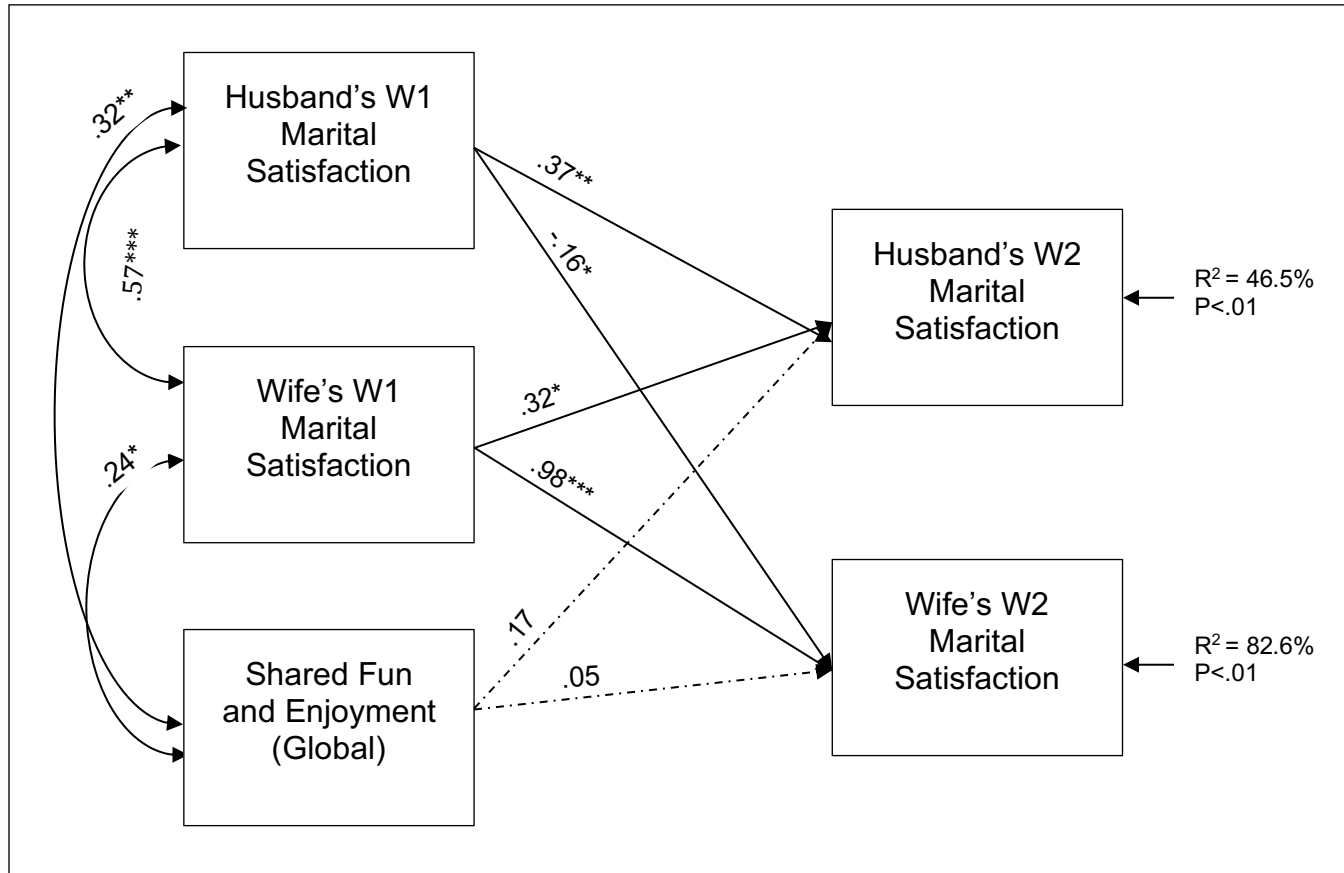 Husband's W1
Marital
Satisfaction
.32**
.57***
.37**
-.16*
Husband's W2
Marital
Satisfaction
R² = 46.5%
P<.01
Wife's W1
Marital
Satisfaction
.32*
.24*
.98***
.17
.05
Wife's W2
Marital
Satisfaction
R² = 82.6%
P<.01
Shared Fun
and Enjoyment
(Global)